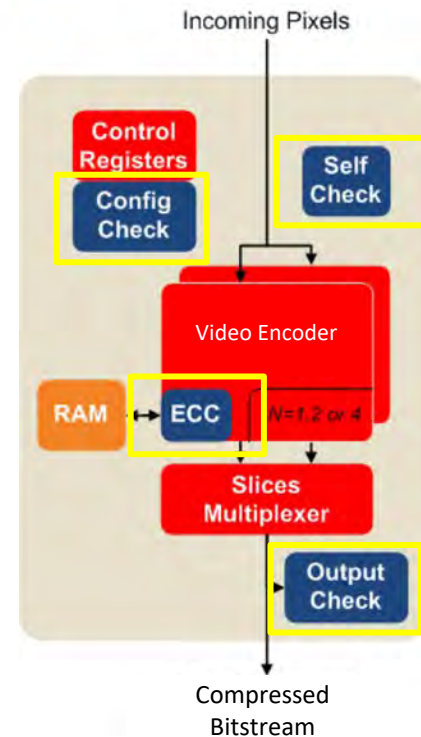 Incoming Pixels
Control
Registers
Config
Check
Self
Check
Video Encoder
RAM
ECC
N=1,2 or 4
Slices
Multiplexer
Output
Check
Compressed
Bitstream